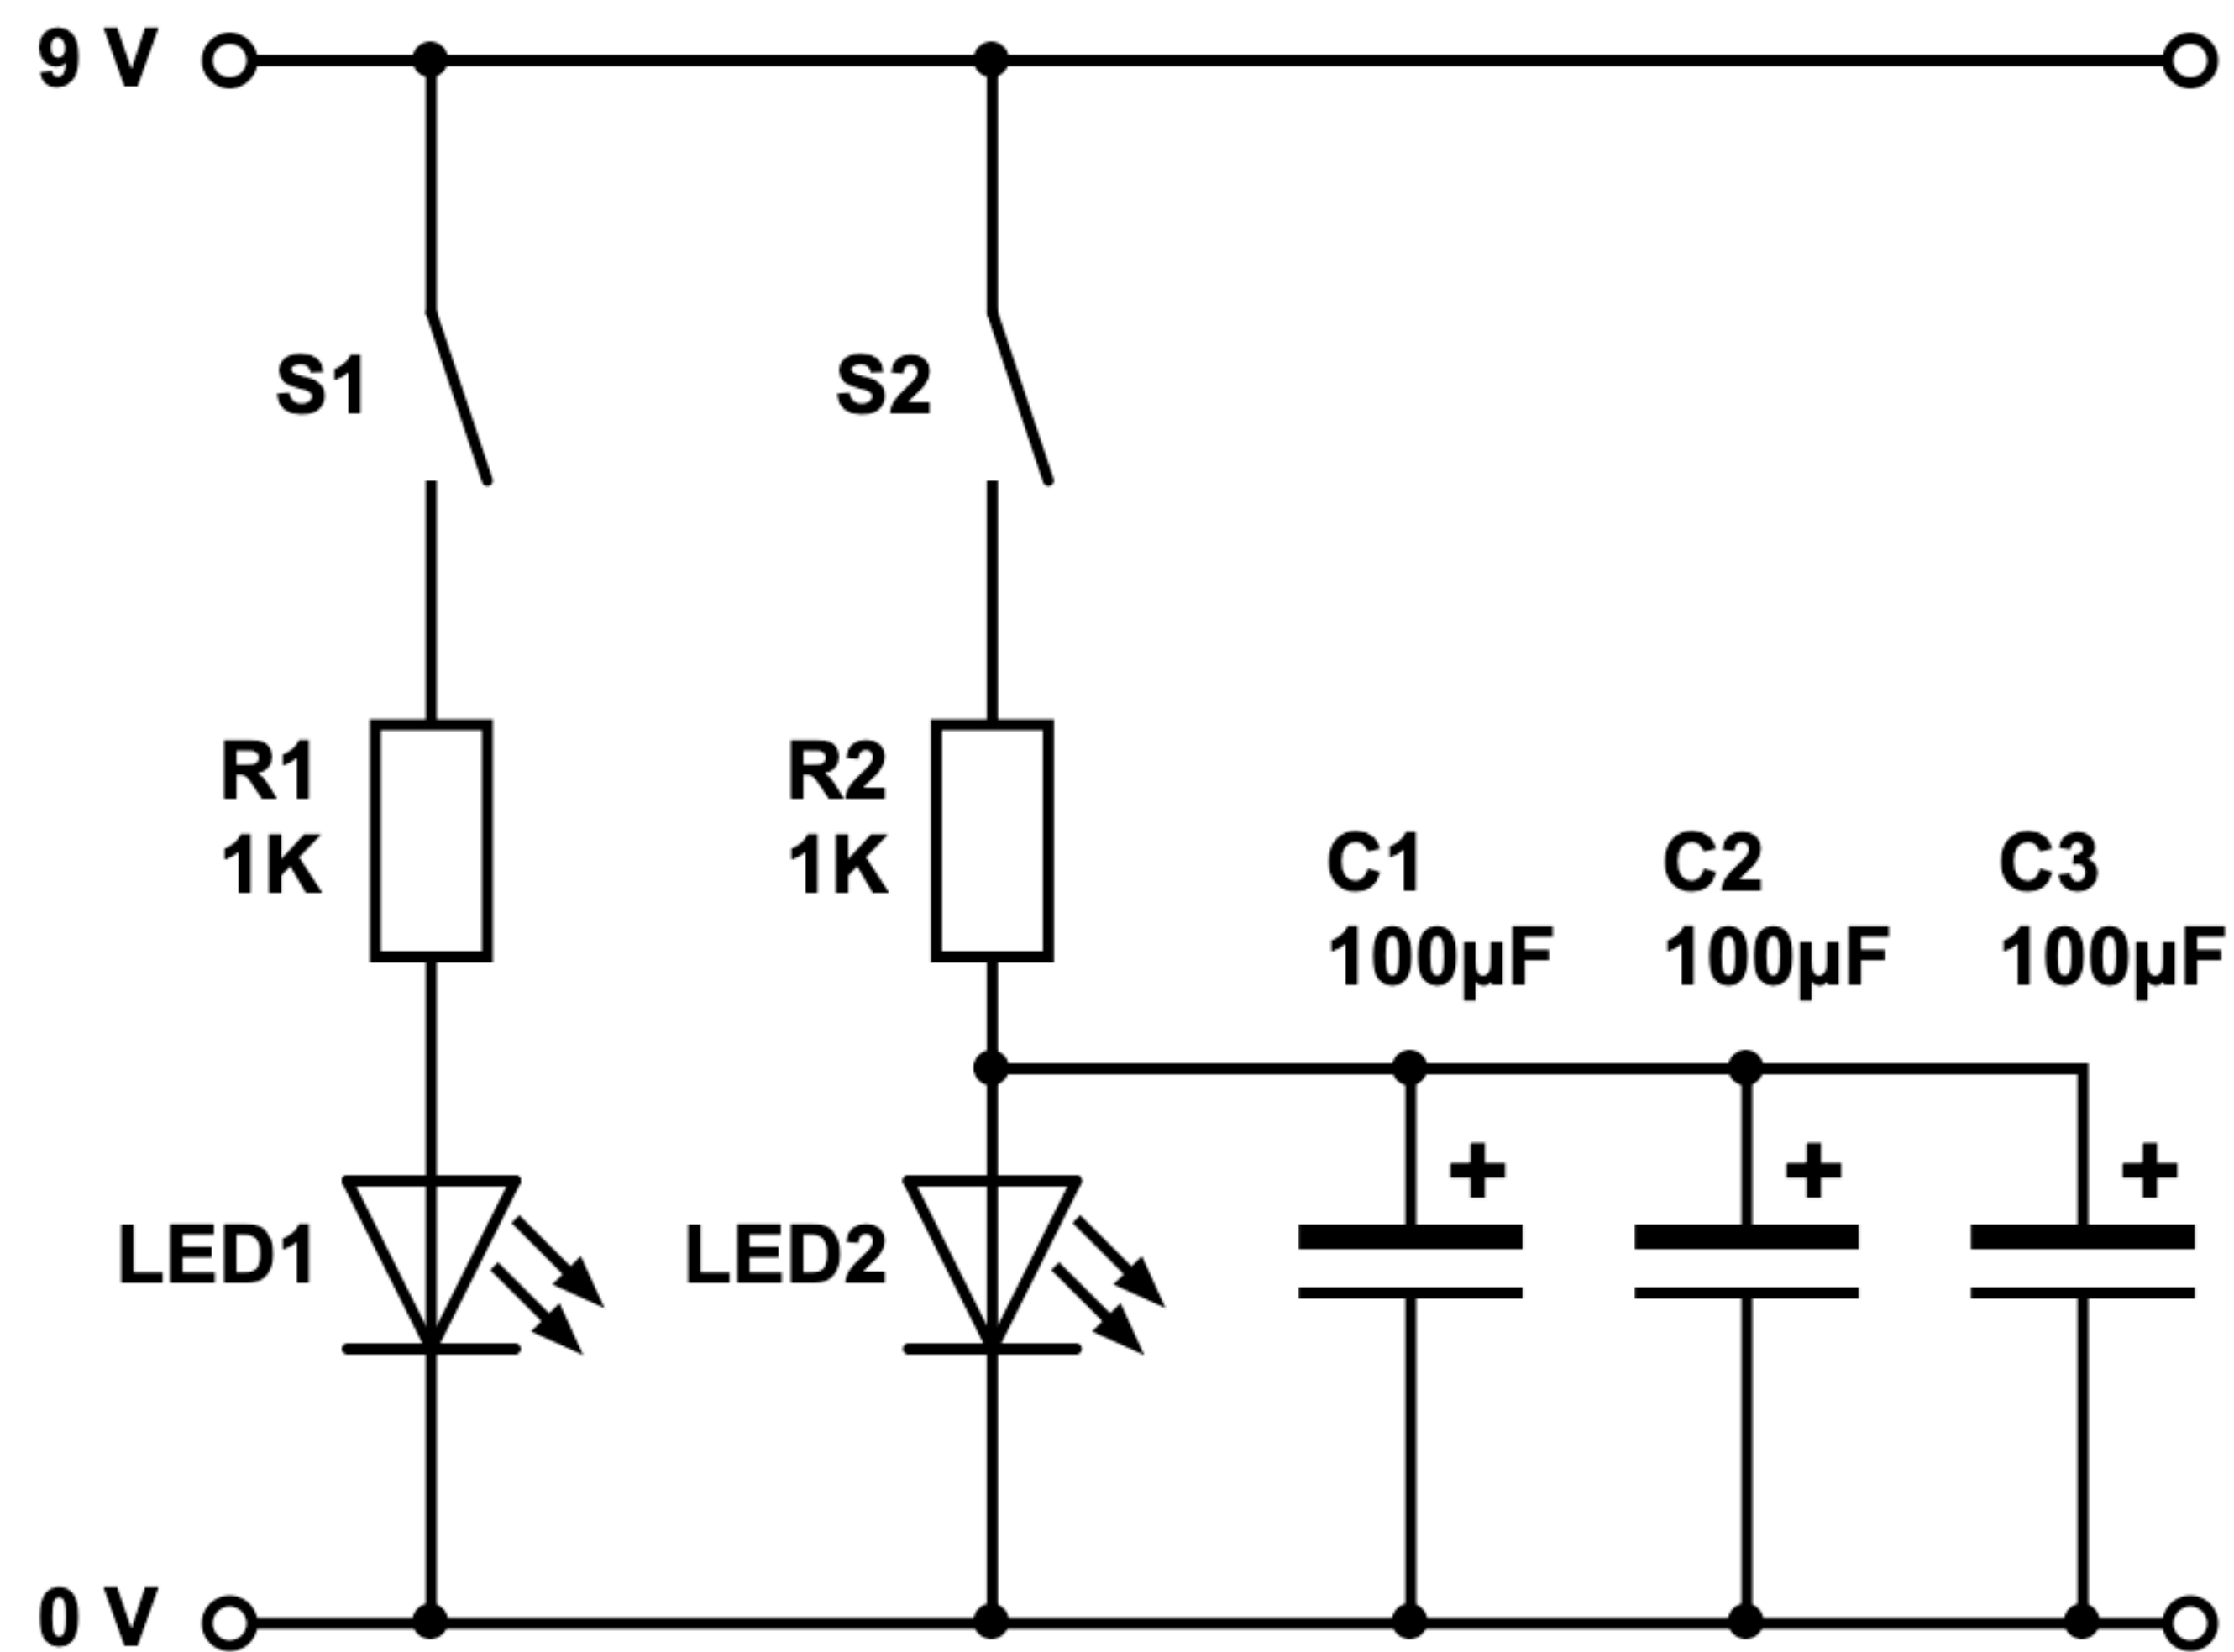 9 V
S1
S2
R1
1K
R2
1K
C1
100µF
C2
100µF
C3
100µF
+
+
+
LED1
LED2
0 V